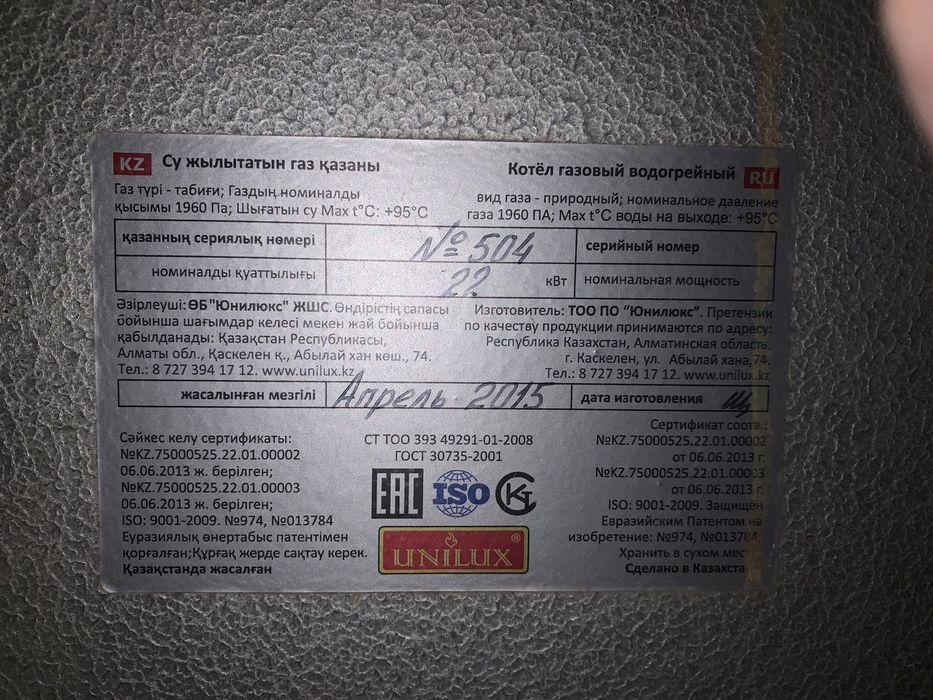 KZ Су жылытатын газ қазаны
Газ түрі - табиғи; Газдың номиналды
қысымы 1960 Па; Шығатын су Max t°C: +95°C
Котёл газовый водогрейный RU
вид газа - природный; номинальное давление
газа 1960 ПА; Max t°C воды на выходе: +95°C
қазанның сериялық нөмері №504 серийный номер
номиналды қуаттылығы 22 кВт номинальная мощность
Әзірлеуші: ӨБ"Юнилюкс" ЖШС. Өндірістің сапасы
бойынша шағымдар келесі мекен жай бойынша
қабылданады: Қазақстан Республикасы,
Алматы обл., Қаскелен қ., Абылай хан көш., 74.
Тел.: 8 727 394 17 12. www.unilux.kz
Изготовитель: ТОО ПО "Юнилюкс". Претензии
по качеству продукции принимаются по адресу:
Республика Казахстан, Алматинская область,
г. Каскелен, ул. Абылай хана,74.
Тел.: 8 727 394 17 12. www.unilux.kz
жасалынған мезгілі Апрель 2015 дата изготовления
Сәйкес келу сертификаты:
№KZ.75000525.22.01.00002
06.06.2013 ж. берілген;
№KZ.75000525.22.01.00003
06.06.2013 ж. берілген;
ISO: 9001-2009. №974, №013784
Еуразиялық өнертабыс патентімен
қорғалған;Құрғақ жерде сақтау керек.
Қазақстанда жасалған
СТ ТОО 393 49291-01-2008
ГОСТ 30735-2001
EAC ISO
UNILUX®
Сертификат соотв.:
№KZ.75000525.22.01.00002
от 06.06.2013 г.
№KZ.75000525.22.01.00003
от 06.06.2013 г.
ISO: 9001-2009. Защищен
Евразийским Патентом на
изобретение: №974, №013784;
Хранить в сухом
Сделано в